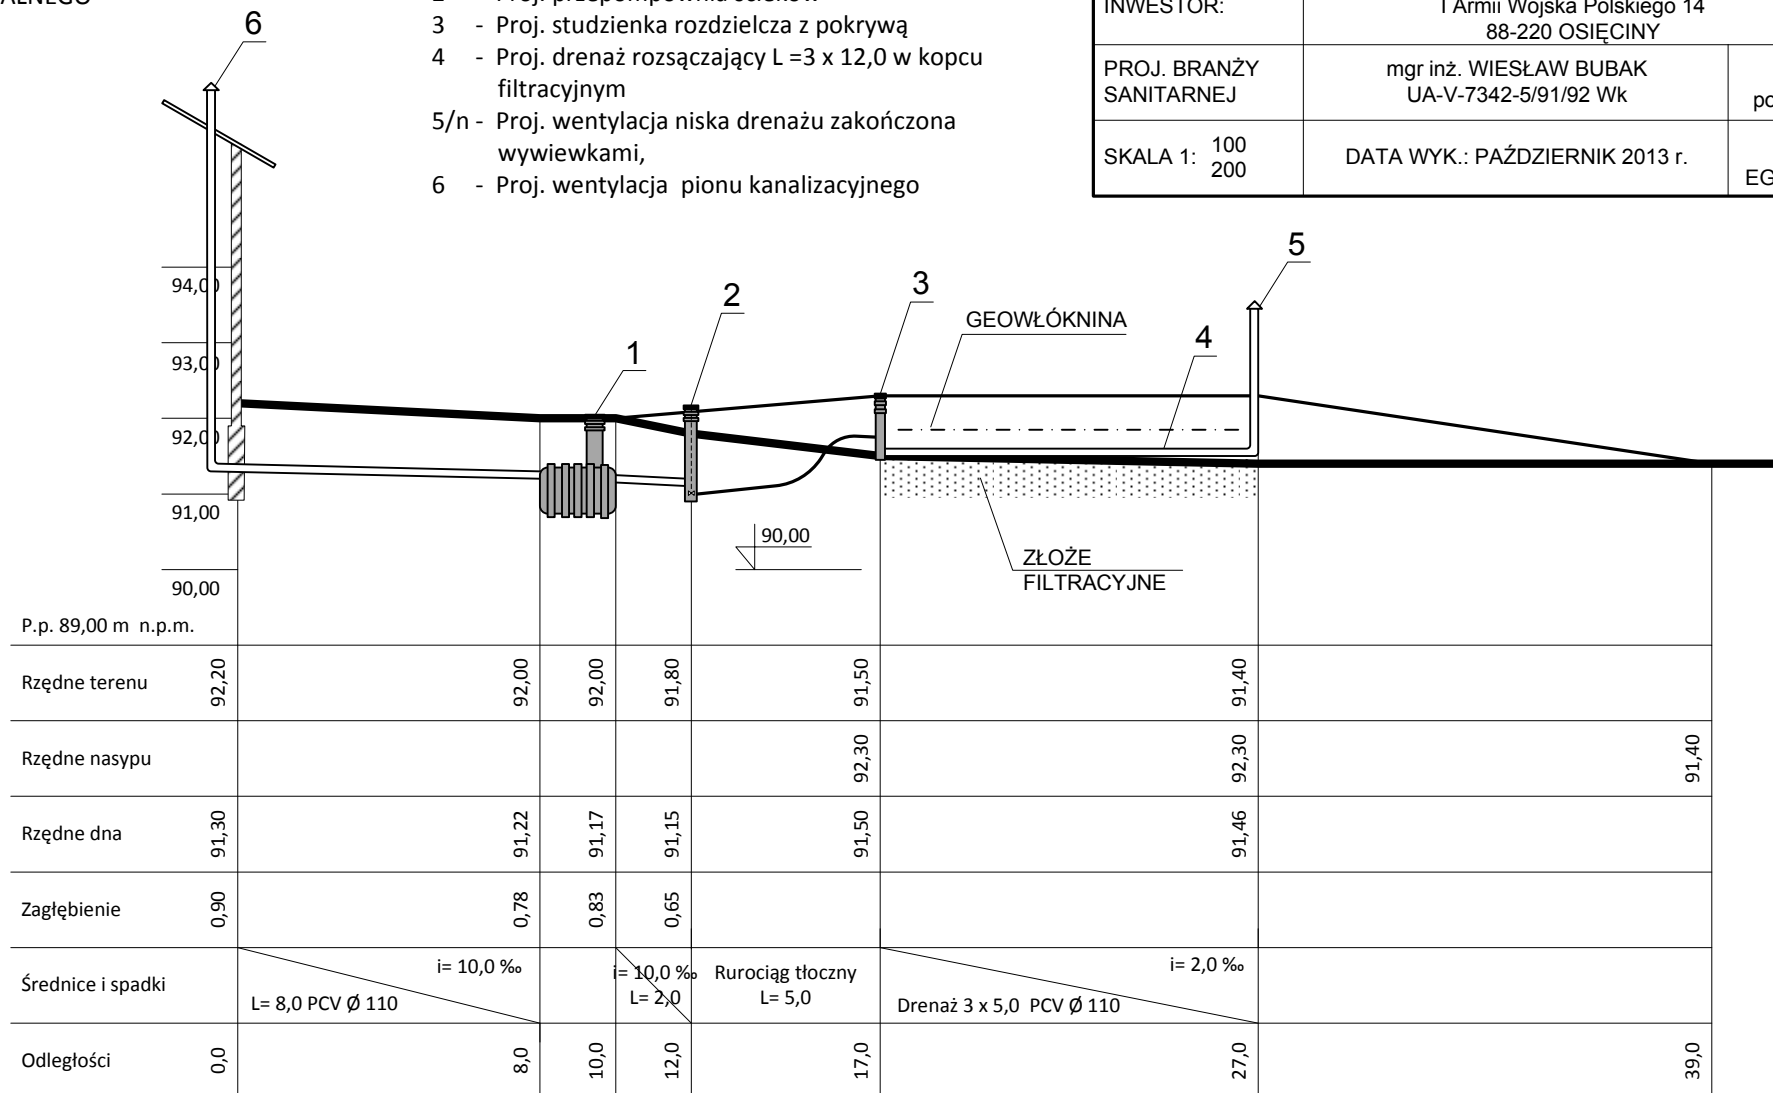 3 - Proj. studzienka rozdzielcza z pokrywą
4 - Proj. drenaż rozsączający L =3 x 12,0 w kopcu
filtracyjnym
5/n - Proj. wentylacja niska drenażu zakończona
wywiewkami,
6 - Proj. wentylacja pionu kanalizacyjnego
INWESTOR:
I Armii Wojska Polskiego 14
88-220 OSIĘCINY
PROJ. BRANŻY
SANITARNEJ
mgr inż. WIESŁAW BUBAK
UA-V-7342-5/91/92 Wk
SKALA 1: 100
200
DATA WYK.: PAŹDZIERNIK 2013 r.
6
5
94,00
3
2
GEOWŁÓKNINA
4
1
93,00
92,00
91,00
90,00
ZŁOŻE
FILTRACYJNE
90,00
P.p. 89,00 m n.p.m.
Rzędne terenu 92,20 92,00 92,00 91,80 91,50 91,40
Rzędne nasypu 92,30 92,30 91,40
Rzędne dna 91,30 91,22 91,17 91,15 91,50 91,46
Zagłębienie 0,90 0,78 0,83 0,65
Średnice i spadki
i= 10,0 ‰
L= 8,0 PCV Ø 110
i= 10,0 ‰
L= 2,0
Rurociąg tłoczny
L= 5,0
i= 2,0 ‰
Drenaż 3 x 5,0 PCV Ø 110
Odległości 0,0 8,0 10,0 12,0 17,0 27,0 39,0